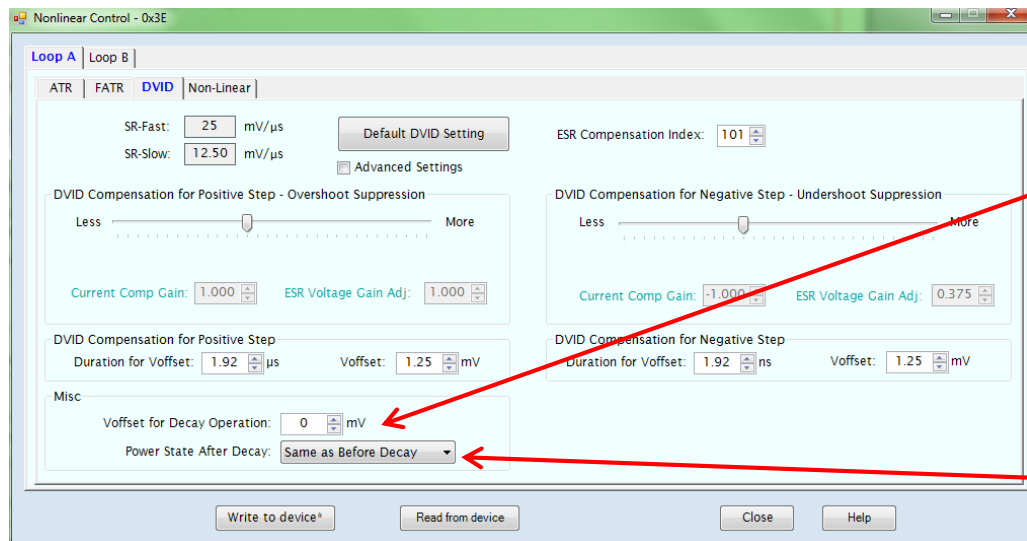 Nonlinear Control - 0x3E
Loop A Loop B
ATR FATR DVID Non-Linear
SR-Fast: 25 mV/µs
SR-Slow: 12.50 mV/µs
Default DVID Setting
Advanced Settings
ESR Compensation Index: 101
DVID Compensation for Positive Step - Overshoot Suppression
Less More
Current Comp Gain: 1.000 ESR Voltage Gain Adj: 1.000
DVID Compensation for Negative Step - Undershoot Suppression
Less More
Current Comp Gain: -1.000 ESR Voltage Gain Adj: 0.375
DVID Compensation for Positive Step
Duration for Voffset: 1.92 µs Voffset: 1.25 mV
DVID Compensation for Negative Step
Duration for Voffset: 1.92 ns Voffset: 1.25 mV
Misc
Voffset for Decay Operation: 0 mV
Power State After Decay: Same as Before Decay
Write to device* Read from device Close Help